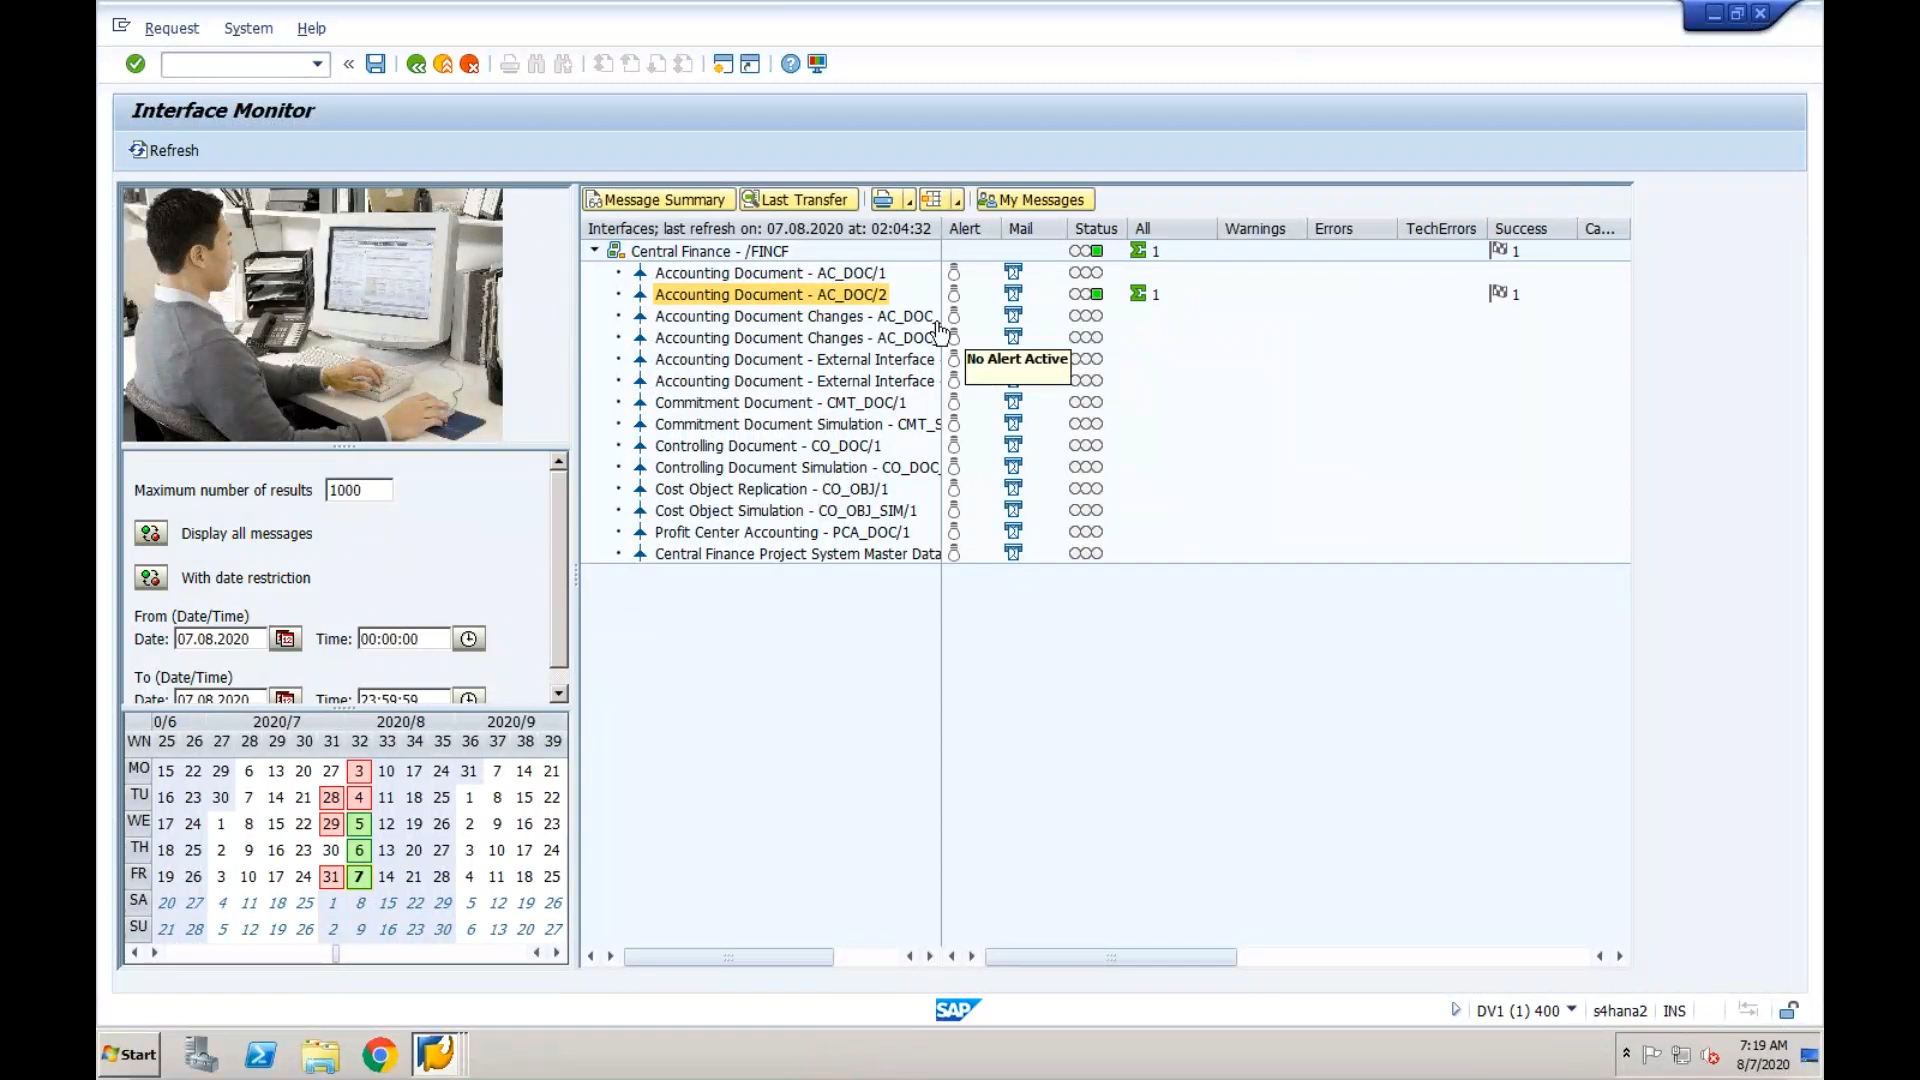 Request System Help
«
Interface Monitor
Refresh
Message Summary Last Transfer My Messages
Interfaces; last refresh on: 07.08.2020 at: 02:04:32 Alert Mail Status All Warnings Errors TechErrors Success Ca...
Central Finance - /FINCF 1 1
Accounting Document - AC_DOC/1
Accounting Document - AC_DOC/2 1 1
Accounting Document Changes - AC_DOC_
Accounting Document Changes - AC_DOC
Accounting Document - External Interface
No Alert Active
Accounting Document - External Interface
Commitment Document - CMT_DOC/1
Commitment Document Simulation - CMT_S
Controlling Document - CO_DOC/1
Controlling Document Simulation - CO_DOC_
Cost Object Replication - CO_OBJ/1
Cost Object Simulation - CO_OBJ_SIM/1
Profit Center Accounting - PCA_DOC/1
Central Finance Project System Master Data
Maximum number of results 1000
Display all messages
With date restriction
From (Date/Time)
Date: 07.08.2020 Time: 00:00:00
To (Date/Time)
Date: 07.08.2020 Time: 23:59:59
0/6 2020/7 2020/8 2020/9
WN 25 26 27 28 29 30 31 32 33 34 35 36 37 38 39
MO 15 22 29 6 13 20 27 3 10 17 24 31 7 14 21
TU 16 23 30 7 14 21 28 4 11 18 25 1 8 15 22
WE 17 24 1 8 15 22 29 5 12 19 26 2 9 16 23
TH 18 25 2 9 16 23 30 6 13 20 27 3 10 17 24
FR 19 26 3 10 17 24 31 7 14 21 28 4 11 18 25
SA 20 27 4 11 18 25 1 8 15 22 29 5 12 19 26
SU 21 28 5 12 19 26 2 9 16 23 30 6 13 20 27
SAP
DV1 (1) 400 s4hana2 INS
Start
7:19 AM
8/7/2020